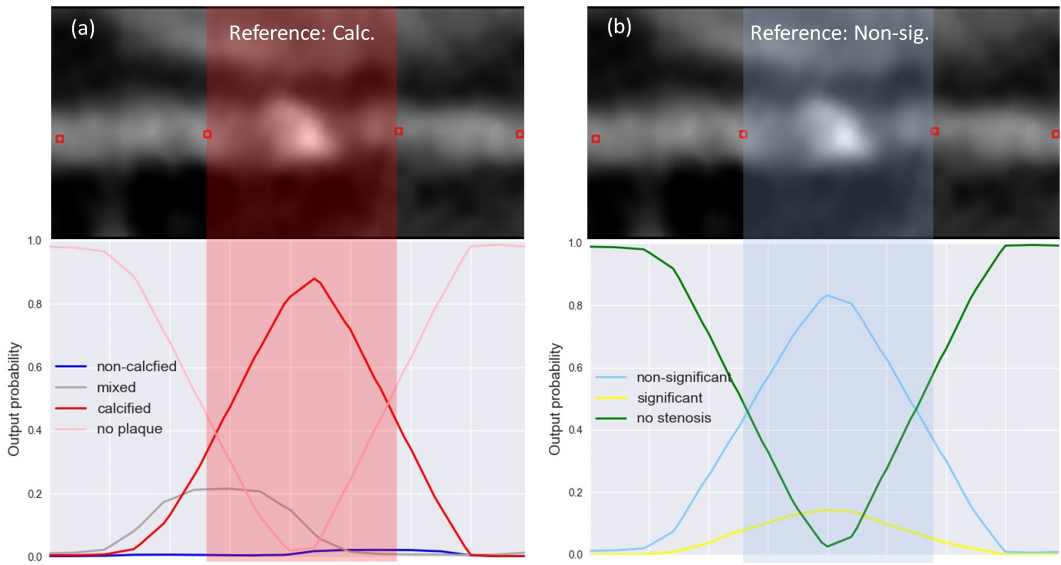 (a)
Reference: Calc.
1.0
0.8
0.6
0.4
0.2
0.0
Output probability
non-calcfied
mixed
calcified
no plaque
(b)
Reference: Non-sig.
1.0
0.8
0.6
0.4
0.2
0.0
Output probability
non-significant
significant
no stenosis